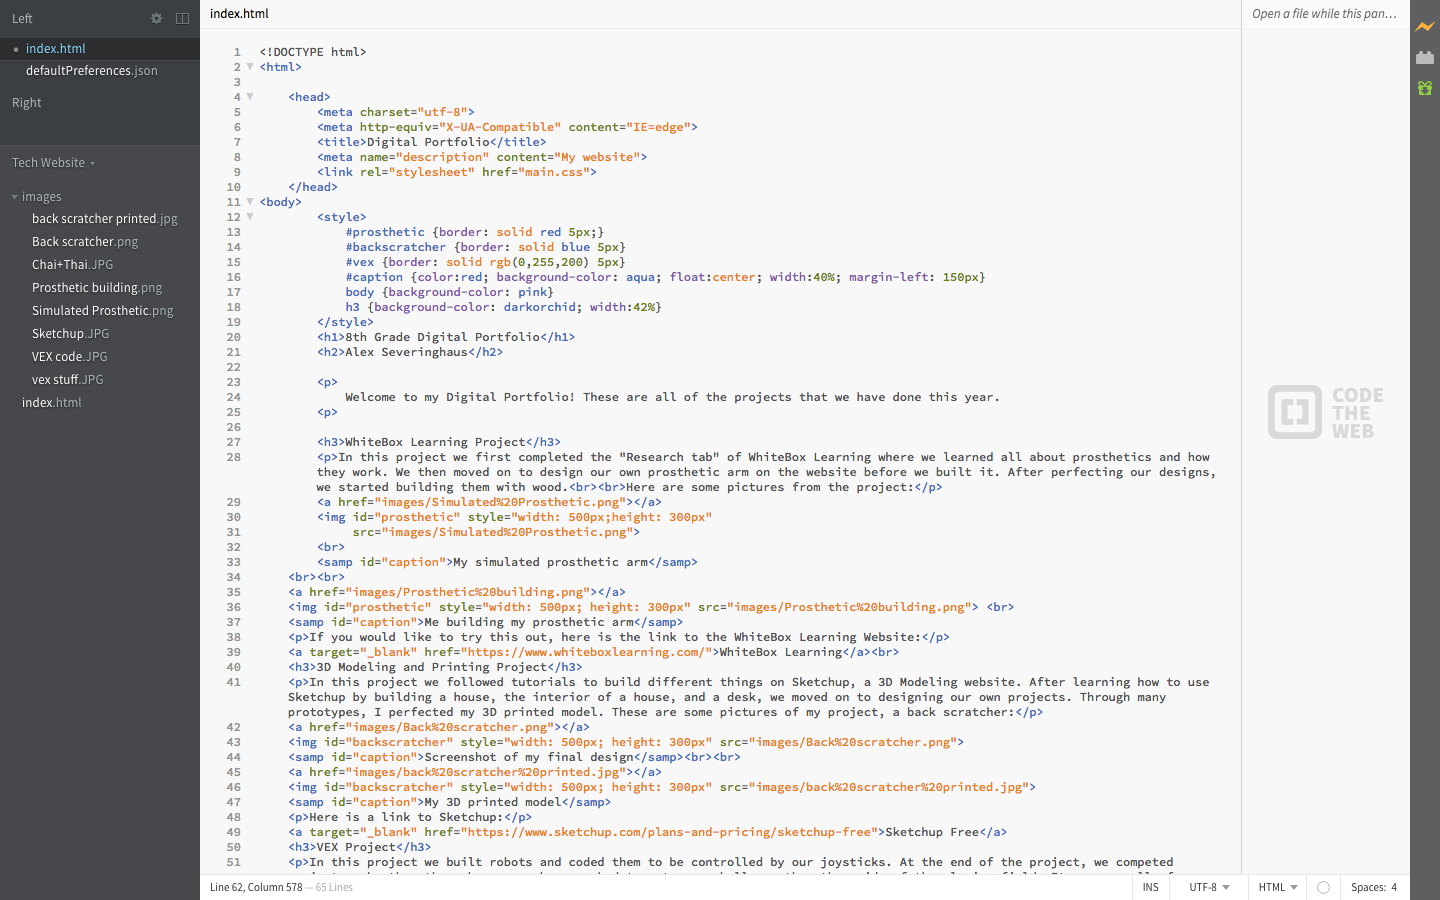 Left
index.html
defaultPreferences.json
Right
Tech Website
images
back scratcher printed.jpg
Back scratcher.png
Chai+Thai.JPG
Prosthetic building.png
Simulated Prosthetic.png
Sketchup.JPG
VEX code.JPG
vex stuff.JPG
index.html
index.html
1 <!DOCTYPE html>
2 <html>
3
4 <head>
5 <meta charset="utf-8">
6 <meta http-equiv="X-UA-Compatible" content="IE=edge">
7 <title>Digital Portfolio</title>
8 <meta name="description" content="My website">
9 <link rel="stylesheet" href="main.css">
10 </head>
11 <body>
12 <style>
13 #prosthetic {border: solid red 5px;}
14 #backscratcher {border: solid blue 5px}
15 #vex {border: solid rgb(0,255,200) 5px}
16 #caption {color:red; background-color: aqua; float:center; width:40%; margin-left: 150px}
17 body {background-color: pink}
18 h3 {background-color: darkorchid; width:42%}
19 </style>
20 <h1>8th Grade Digital Portfolio</h1>
21 <h2>Alex Severinghaus</h2>
22
23 <p>
24 Welcome to my Digital Portfolio! These are all of the projects that we have done this year.
25 <p>
26
27 <h3>WhiteBox Learning Project</h3>
28 <p>In this project we first completed the "Research tab" of WhiteBox Learning where we learned all about prosthetics and how
they work. We then moved on to design our own prosthetic arm on the website before we built it. After perfecting our designs,
we started building them with wood.<br><br>Here are some pictures from the project:</p>
29 <a href="images/Simulated%20Prosthetic.png"></a>
30 <img id="prosthetic" style="width: 500px;height: 300px"
31 src="images/Simulated%20Prosthetic.png">
32 <br>
33 <samp id="caption">My simulated prosthetic arm</samp>
34 <br><br>
35 <a href="images/Prosthetic%20building.png"></a>
36 <img id="prosthetic" style="width: 500px; height: 300px" src="images/Prosthetic%20building.png"> <br>
37 <samp id="caption">Me building my prosthetic arm</samp>
38 <p>If you would like to try this out, here is the link to the WhiteBox Learning Website:</p>
39 <a target="_blank" href="https://www.whiteboxlearning.com/">WhiteBox Learning</a><br>
40 <h3>3D Modeling and Printing Project</h3>
41 <p>In this project we followed tutorials to build different things on Sketchup, a 3D Modeling website. After learning how to use
Sketchup by building a house, the interior of a house, and a desk, we moved on to designing our own projects. Through many
prototypes, I perfected my 3D printed model. These are some pictures of my project, a back scratcher:</p>
42 <a href="images/Back%20scratcher.png"></a>
43 <img id="backscratcher" style="width: 500px; height: 300px" src="images/Back%20scratcher.png">
44 <samp id="caption">Screenshot of my final design</samp><br><br>
45 <a href="images/back%20scratcher%20printed.jpg"></a>
46 <img id="backscratcher" style="width: 500px; height: 300px" src="images/back%20scratcher%20printed.jpg">
47 <samp id="caption">My 3D printed model</samp>
48 <p>Here is a link to Sketchup:</p>
49 <a target="_blank" href="https://www.sketchup.com/plans-and-pricing/sketchup-free">Sketchup Free</a>
50 <h3>VEX Project</h3>
51 <p>In this project we built robots and coded them to be controlled by our joysticks. At the end of the project, we competed
Open a file while this pan...
CODE
THE
WEB
Line 62, Column 578 — 65 Lines
INS
UTF-8
HTML
Spaces: 4